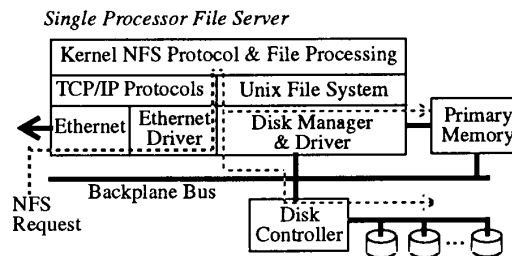 Single Processor File Server
Kernel NFS Protocol & File Processing
TCP/IP Protocols
Unix File System
Ethernet
Ethernet
Driver
Disk Manager
& Driver
Primary
Memory
Backplane Bus
NFS
Request
Disk
Controller
...